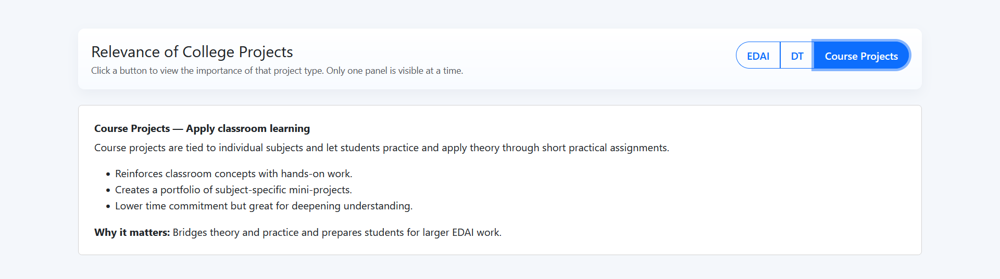 Relevance of College Projects
Click a button to view the importance of that project type. Only one panel is visible at a time.
EDAI
DT
Course Projects
Course Projects — Apply classroom learning
Course projects are tied to individual subjects and let students practice and apply theory through short practical assignments.
• Reinforces classroom concepts with hands-on work.
• Creates a portfolio of subject-specific mini-projects.
• Lower time commitment but great for deepening understanding.
Why it matters: Bridges theory and practice and prepares students for larger EDAI work.